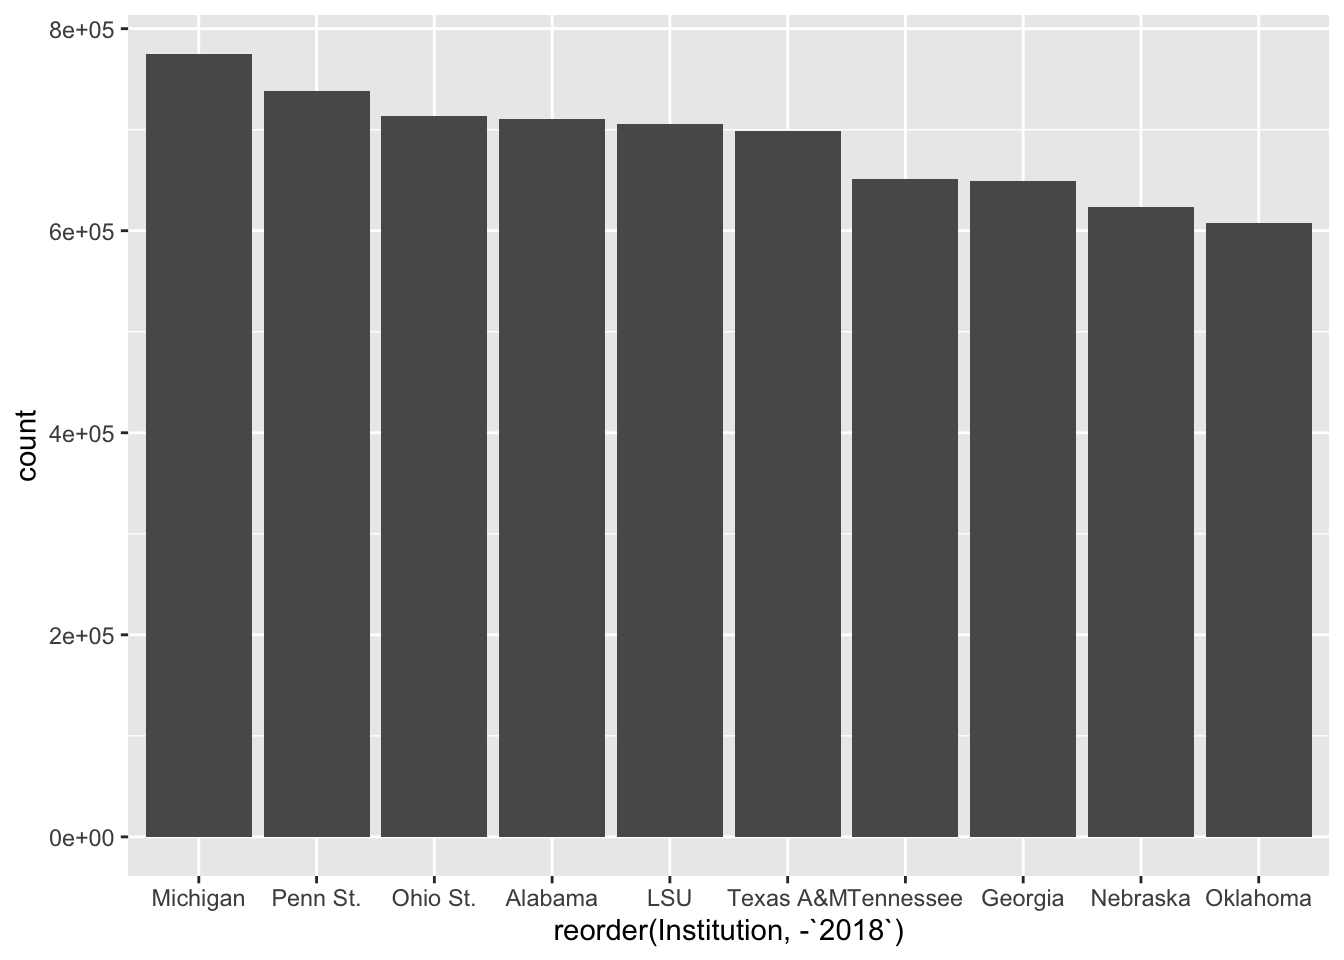 8e+05
6e+05
4e+05
2e+05
0e+00
count
Michigan Penn St. Ohio St. Alabama LSU Texas A&M Tennessee Georgia Nebraska Oklahoma
reorder(Institution, -`2018`)